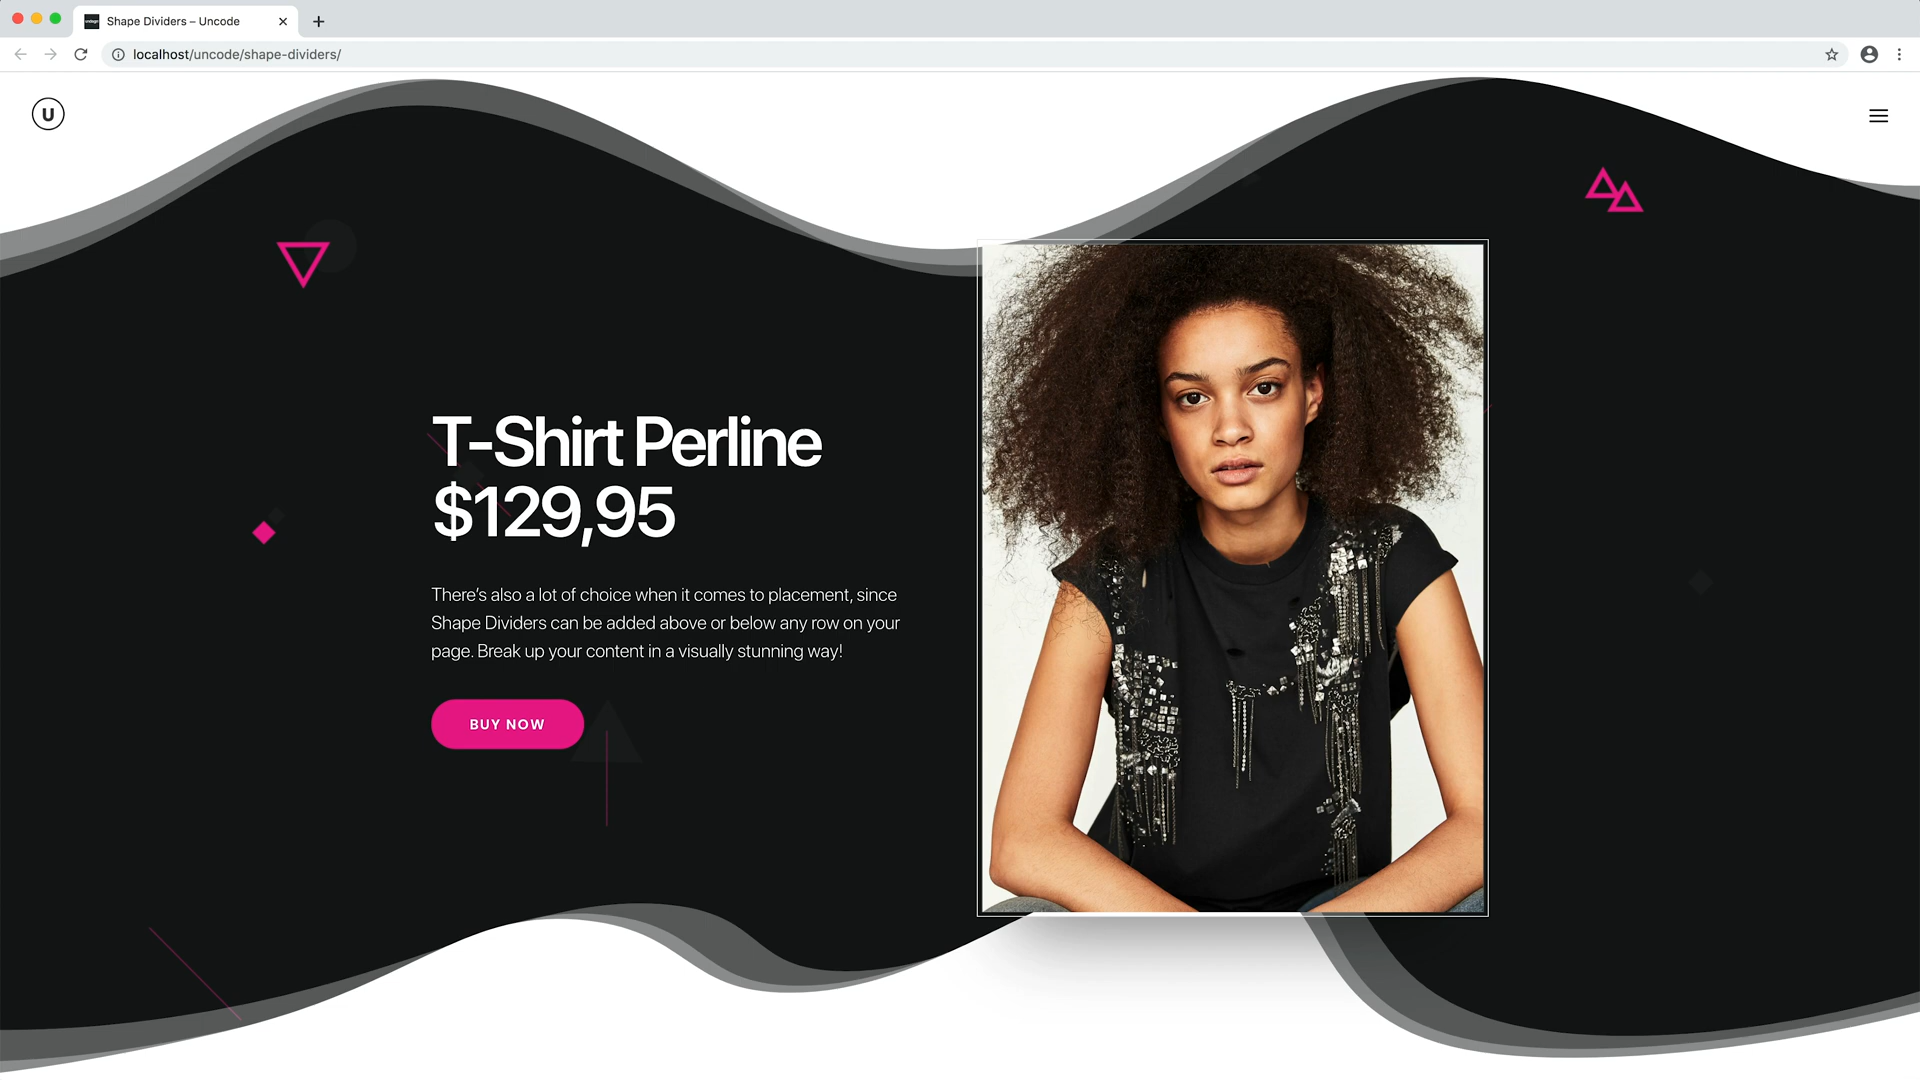 Shape Dividers – Uncode
localhost/uncode/shape-dividers/
U
T-Shirt Perline
$129,95
There's also a lot of choice when it comes to placement, since
Shape Dividers can be added above or below any row on your
page. Break up your content in a visually stunning way!
BUY NOW